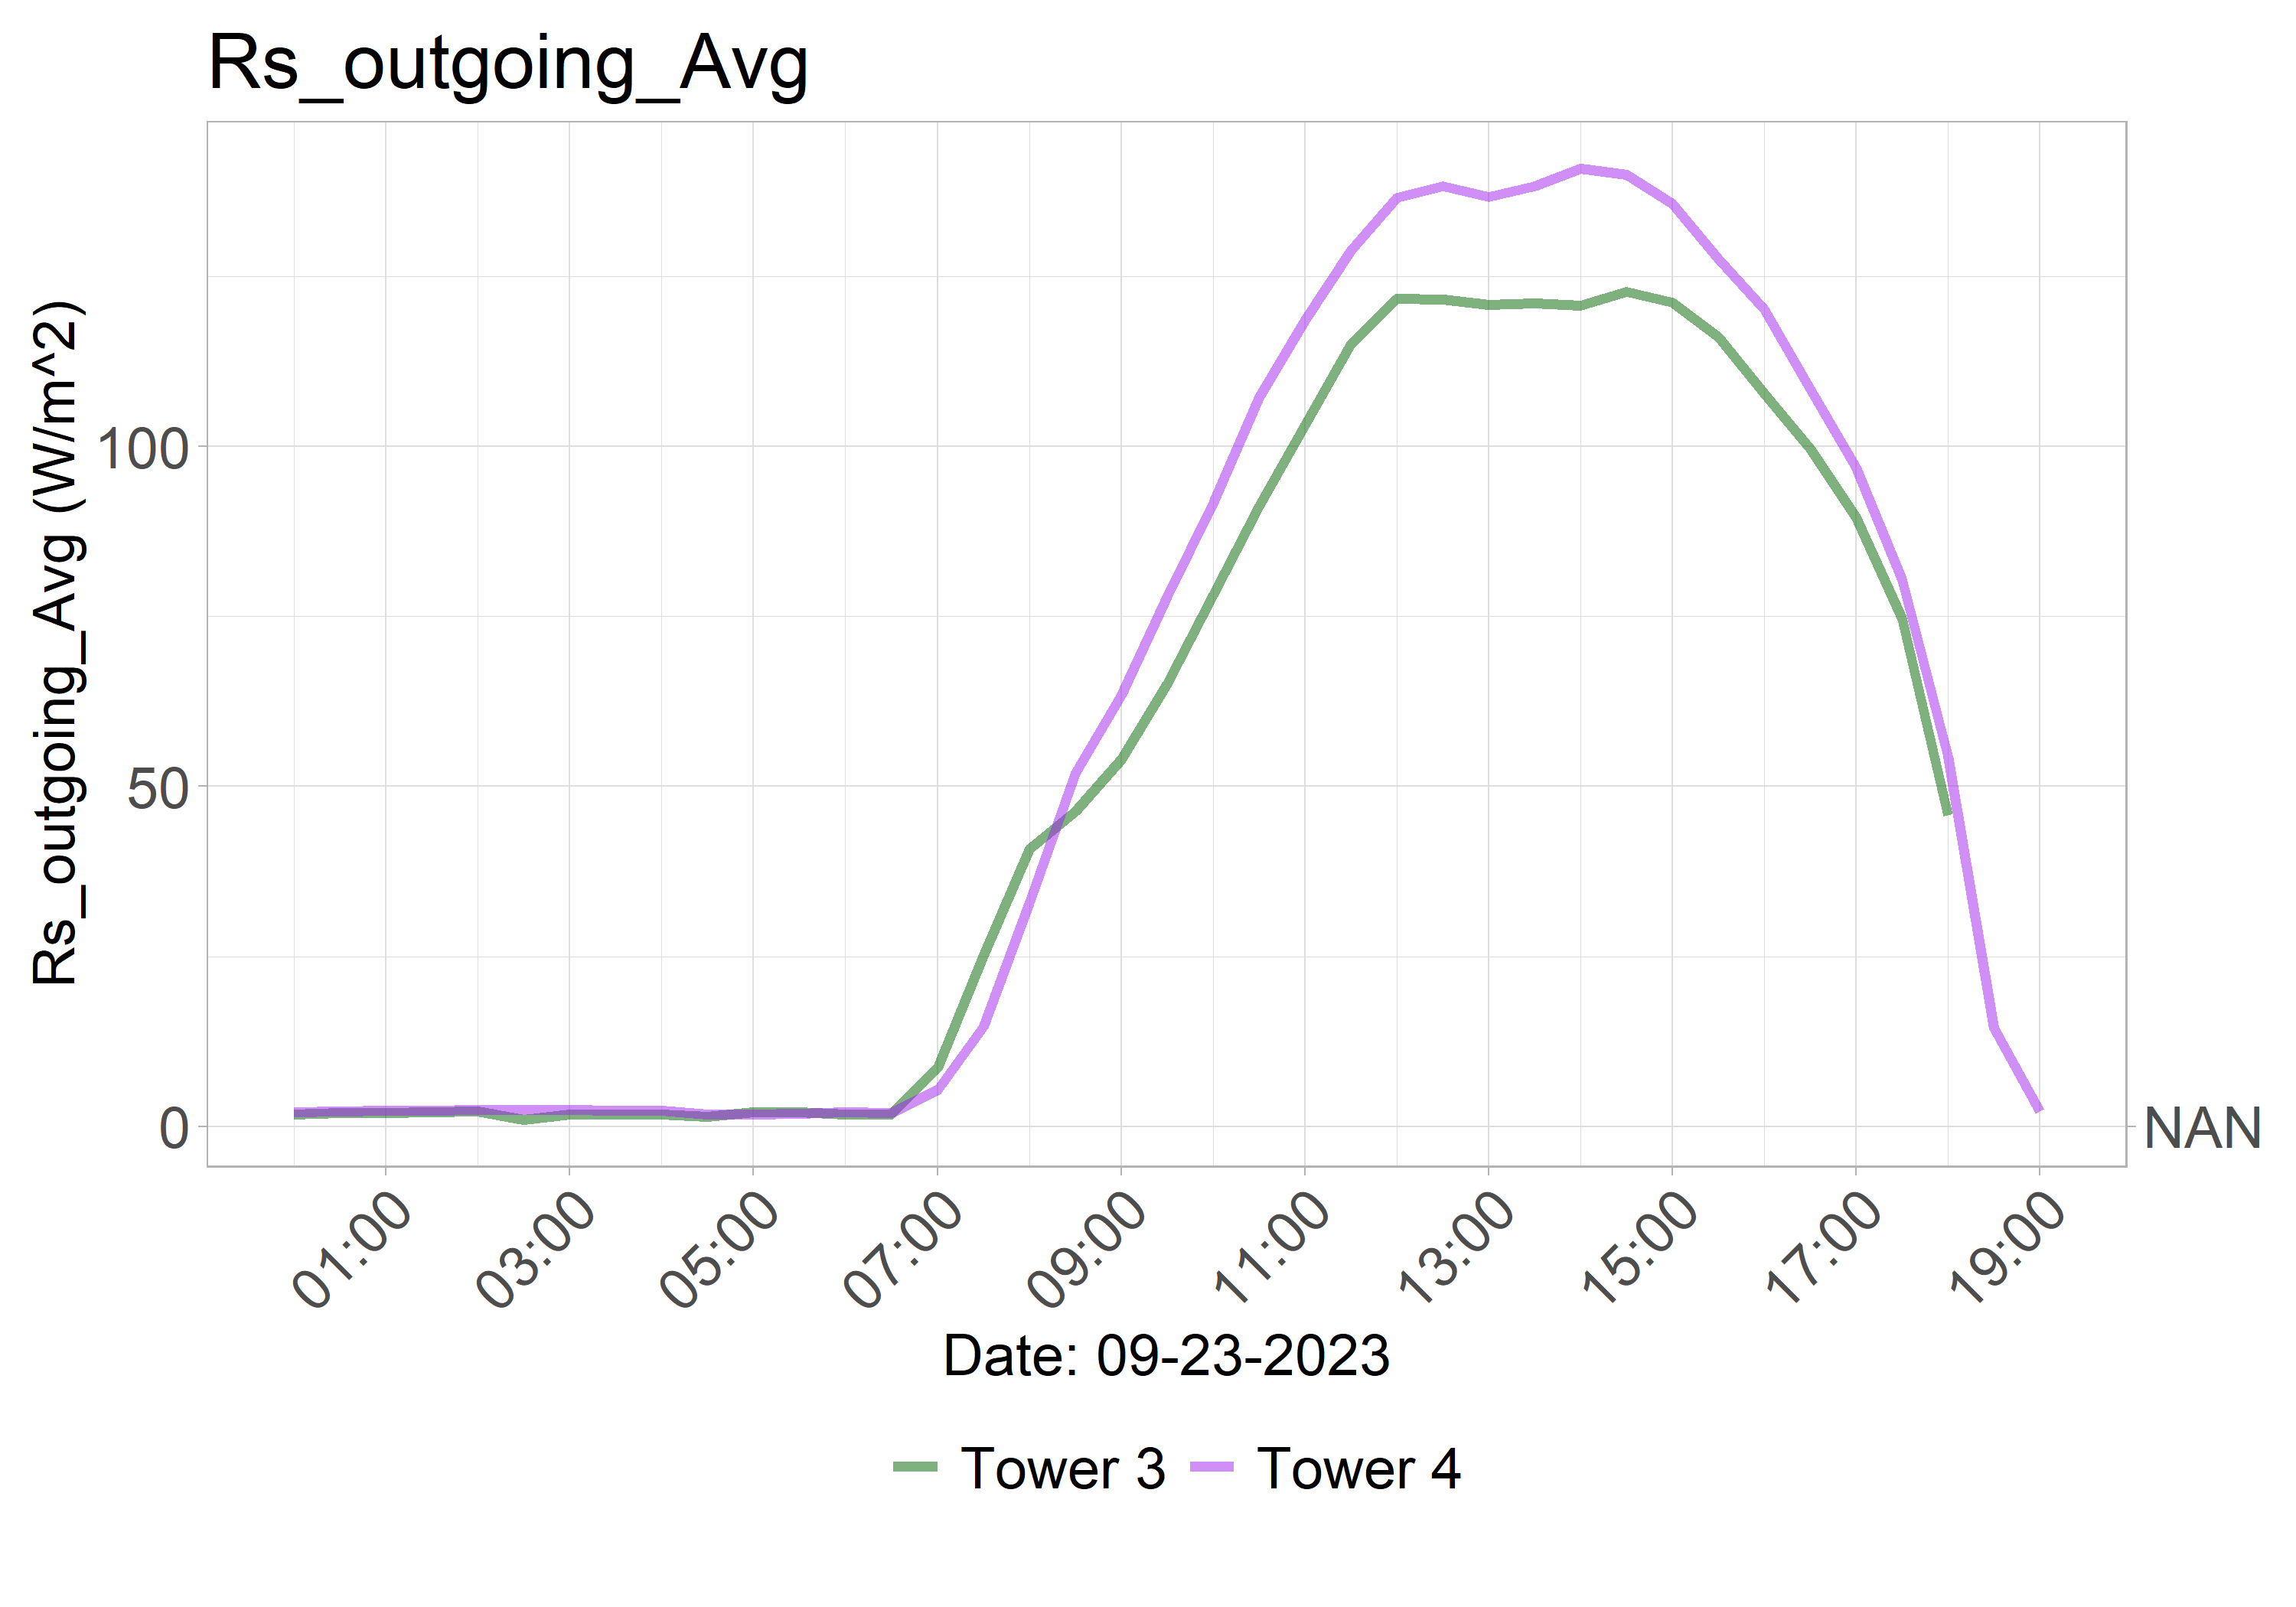 Rs_outgoing_Avg
Rs_outgoing_Avg (W/m^2)
100
50
0
NAN
01:00
03:00
05:00
07:00
09:00
11:00
13:00
15:00
17:00
19:00
Date: 09-23-2023
Tower 3
Tower 4